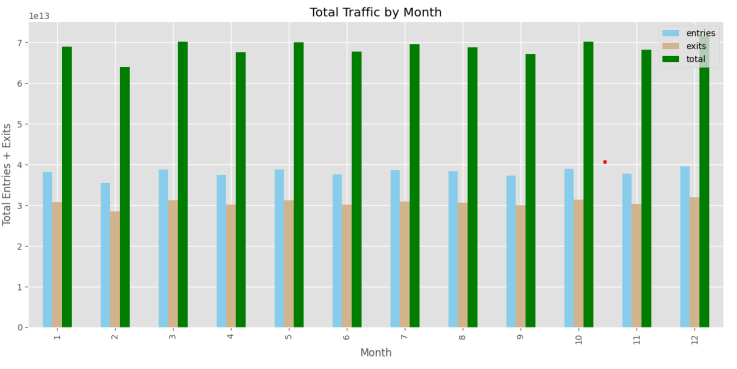 Total Traffic by Month
1e13
entries
exits
total
7
6
5
4
3
2
1
0
Total Entries + Exits
1 2 3 4 5 6 7 8 9 10 11 12
Month